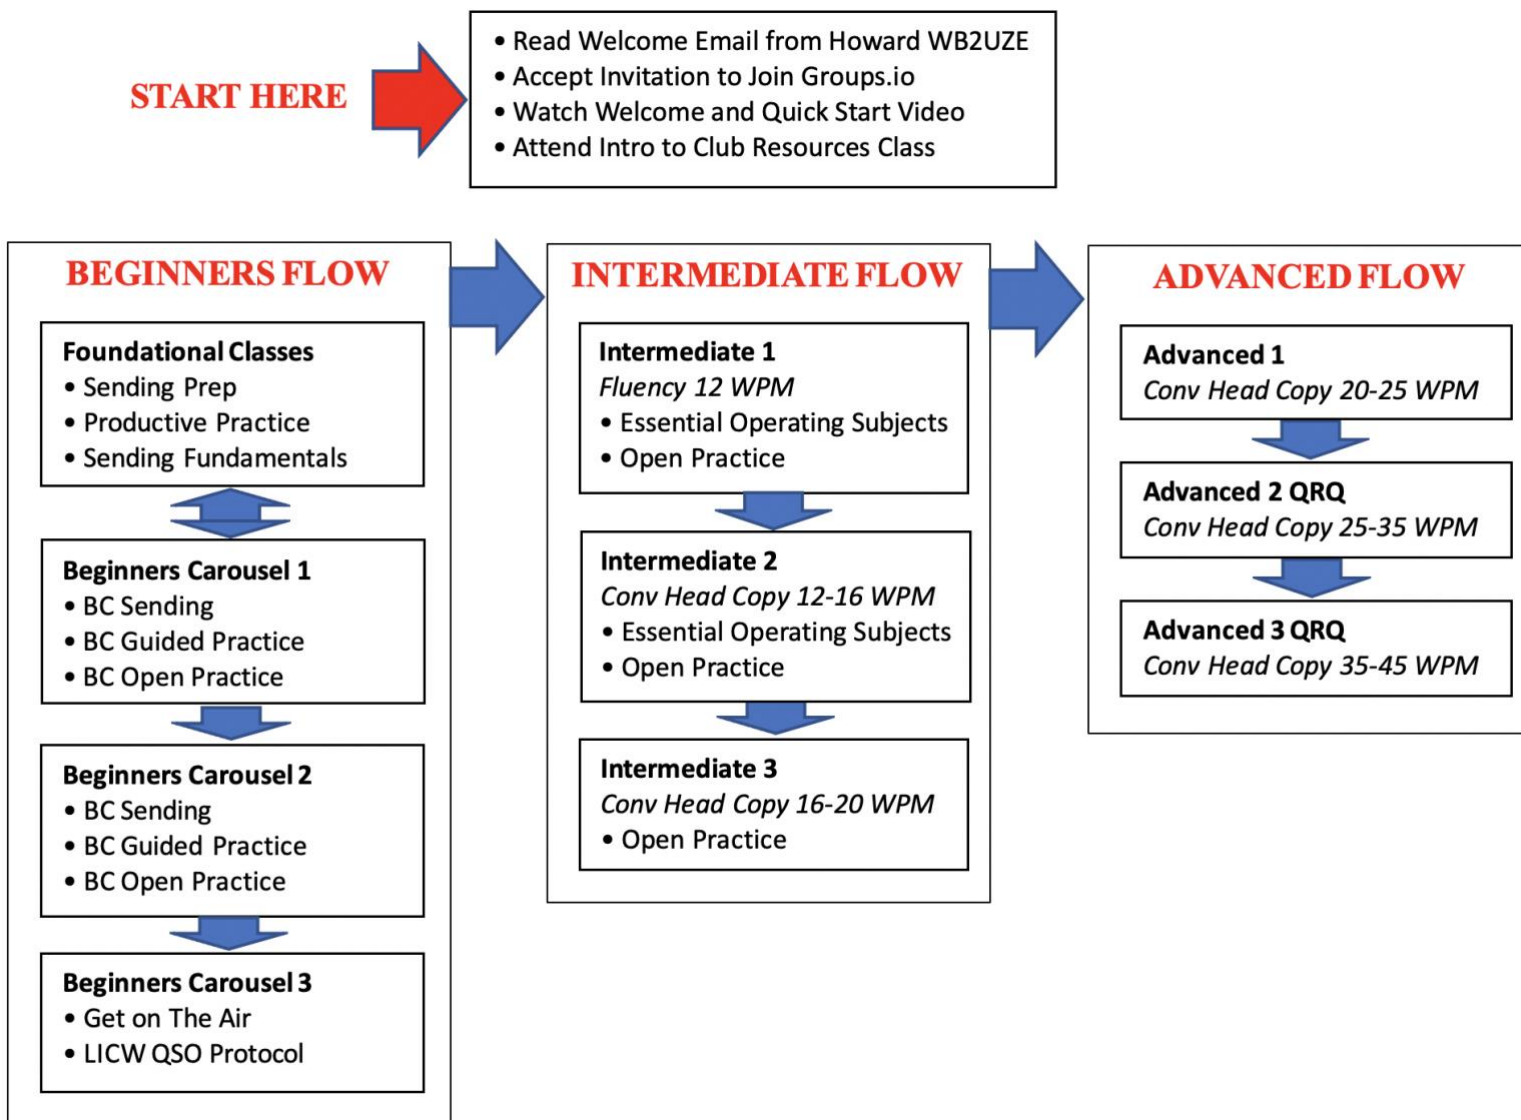 START HERE
• Read Welcome Email from Howard WB2UZE
• Accept Invitation to Join Groups.io
• Watch Welcome and Quick Start Video
• Attend Intro to Club Resources Class
BEGINNERS FLOW
Foundational Classes
• Sending Prep
• Productive Practice
• Sending Fundamentals
Beginners Carousel 1
• BC Sending
• BC Guided Practice
• BC Open Practice
Beginners Carousel 2
• BC Sending
• BC Guided Practice
• BC Open Practice
Beginners Carousel 3
• Get on The Air
• LICW QSO Protocol
INTERMEDIATE FLOW
Intermediate 1
Fluency 12 WPM
• Essential Operating Subjects
• Open Practice
Intermediate 2
Conv Head Copy 12-16 WPM
• Essential Operating Subjects
• Open Practice
Intermediate 3
Conv Head Copy 16-20 WPM
• Open Practice
ADVANCED FLOW
Advanced 1
Conv Head Copy 20-25 WPM
Advanced 2 QRQ
Conv Head Copy 25-35 WPM
Advanced 3 QRQ
Conv Head Copy 35-45 WPM